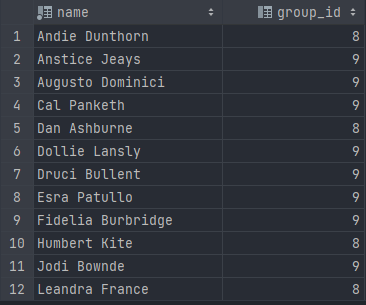 name group_id
1 Andie Dunthorn 8
2 Anstice Jeays 9
3 Augusto Dominici 9
4 Cal Panketh 9
5 Dan Ashburne 8
6 Dollie Lansly 9
7 Druci Bullent 9
8 Esra Patullo 9
9 Fidelia Burbridge 9
10 Humbert Kite 8
11 Jodi Bownde 9
12 Leandra France 8